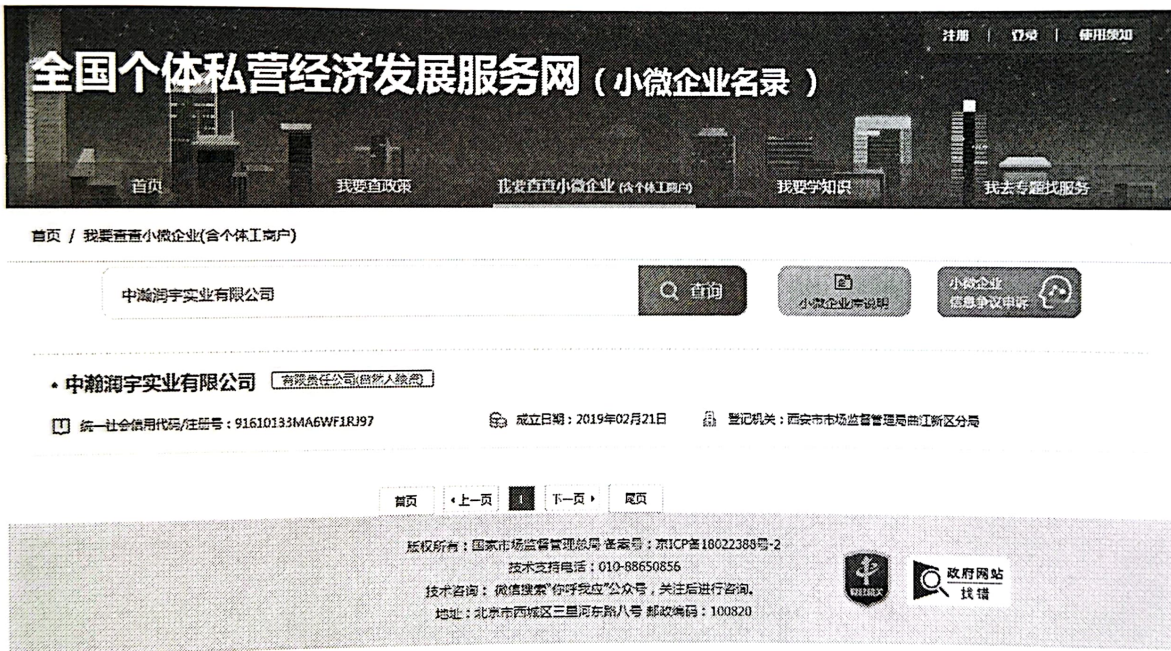 注册 | 登录 | 使用须知
全国个体私营经济发展服务网（小微企业名录 ）
首页 我要查政策 我要查查小微企业(含个体工商户) 我要学知识 我去专题找服务
首页 / 我要查查小微企业(含个体工商户)
中瀚润宇实业有限公司 查询 小微企业库说明 小微企业
信息争议申诉
中瀚润宇实业有限公司 有限责任公司(自然人独资)
统一社会信用代码/注册号：91610133MA6WF1RJ97 成立日期：2019年02月21日 登记机关：西安市市场监督管理局曲江新区分局
首页 上一页 1 下一页 尾页
版权所有：国家市场监督管理总局 备案号：京ICP备18022388号-2
技术支持电话：010-88650856
技术咨询： 微信搜索“你呼我应”公众号，关注后进行咨询。
地址：北京市西城区三里河东路八号 邮政编码：100820
党政机关
政府网站
找错